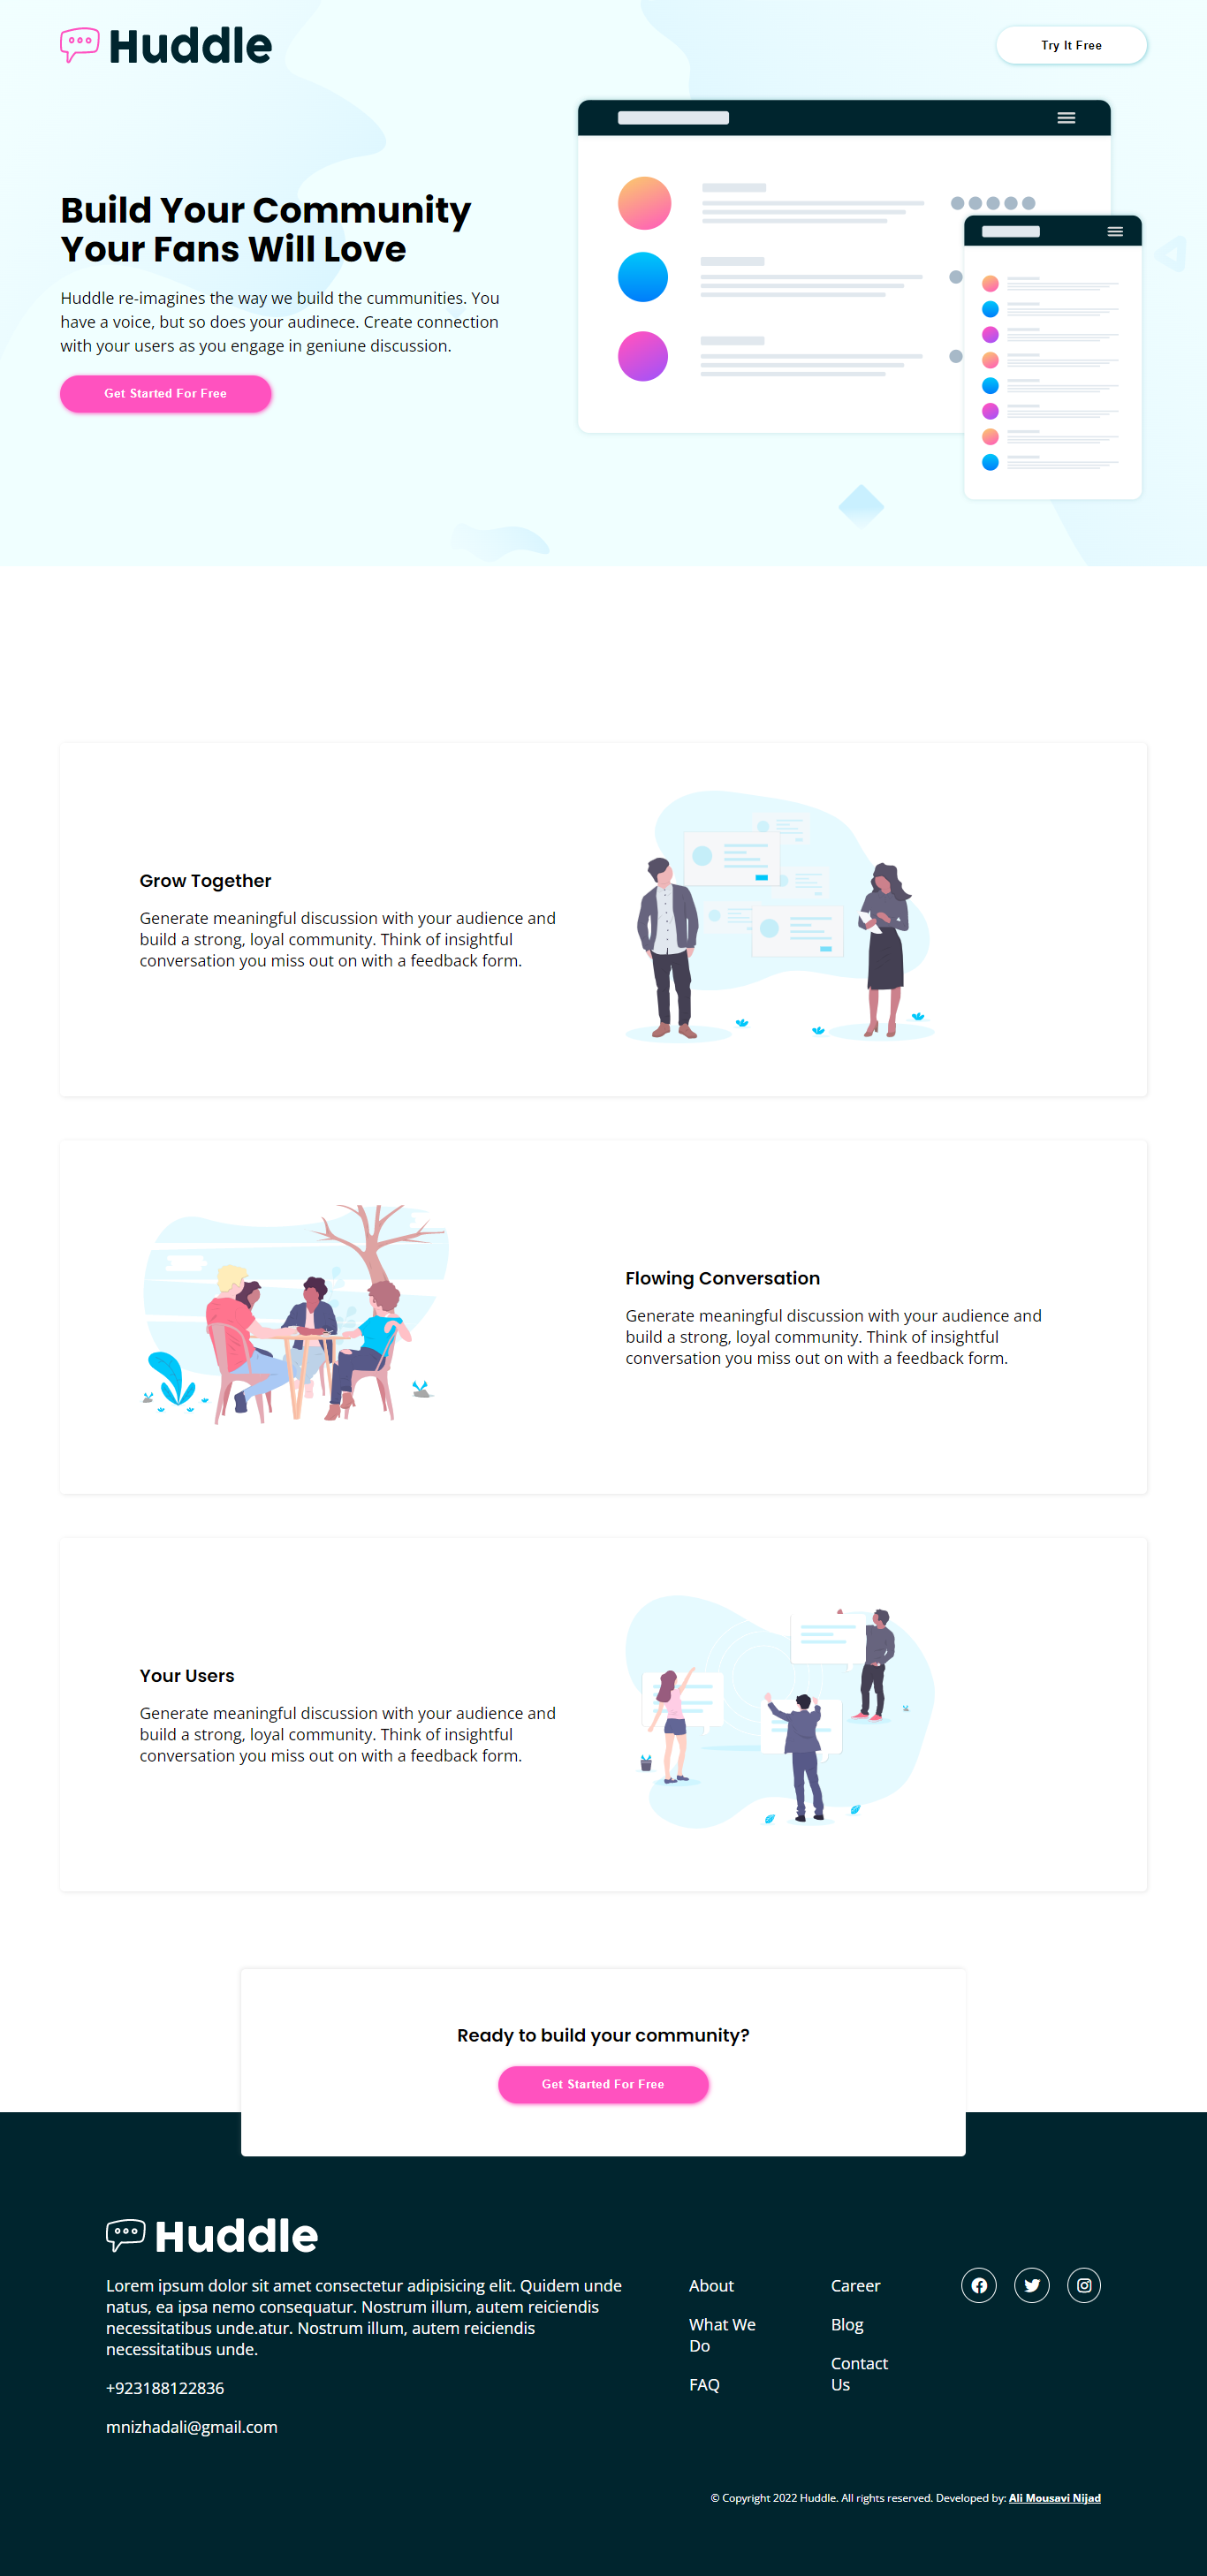 Huddle
Try It Free
Build Your Community
Your Fans Will Love
Huddle re-imagines the way we build the cummunities. You
have a voice, but so does your audinece. Create connection
with your users as you engage in geniune discussion.
Get Started For Free
Grow Together
Generate meaningful discussion with your audience and
build a strong, loyal community. Think of insightful
conversation you miss out on with a feedback form.
Flowing Conversation
Generate meaningful discussion with your audience and
build a strong, loyal community. Think of insightful
conversation you miss out on with a feedback form.
Your Users
Generate meaningful discussion with your audience and
build a strong, loyal community. Think of insightful
conversation you miss out on with a feedback form.
Ready to build your community?
Get Started For Free
Huddle
Lorem ipsum dolor sit amet consectetur adipisicing elit. Quidem unde
natus, ea ipsa nemo consequatur. Nostrum illum, autem reiciendis
necessitatibus unde.atur. Nostrum illum, autem reiciendis
necessitatibus unde.
+923188122836
mnizhadali@gmail.com
About
What We
Do
FAQ
Career
Blog
Contact
Us
© Copyright 2022 Huddle. All rights reserved. Developed by: Ali Mousavi Nijad